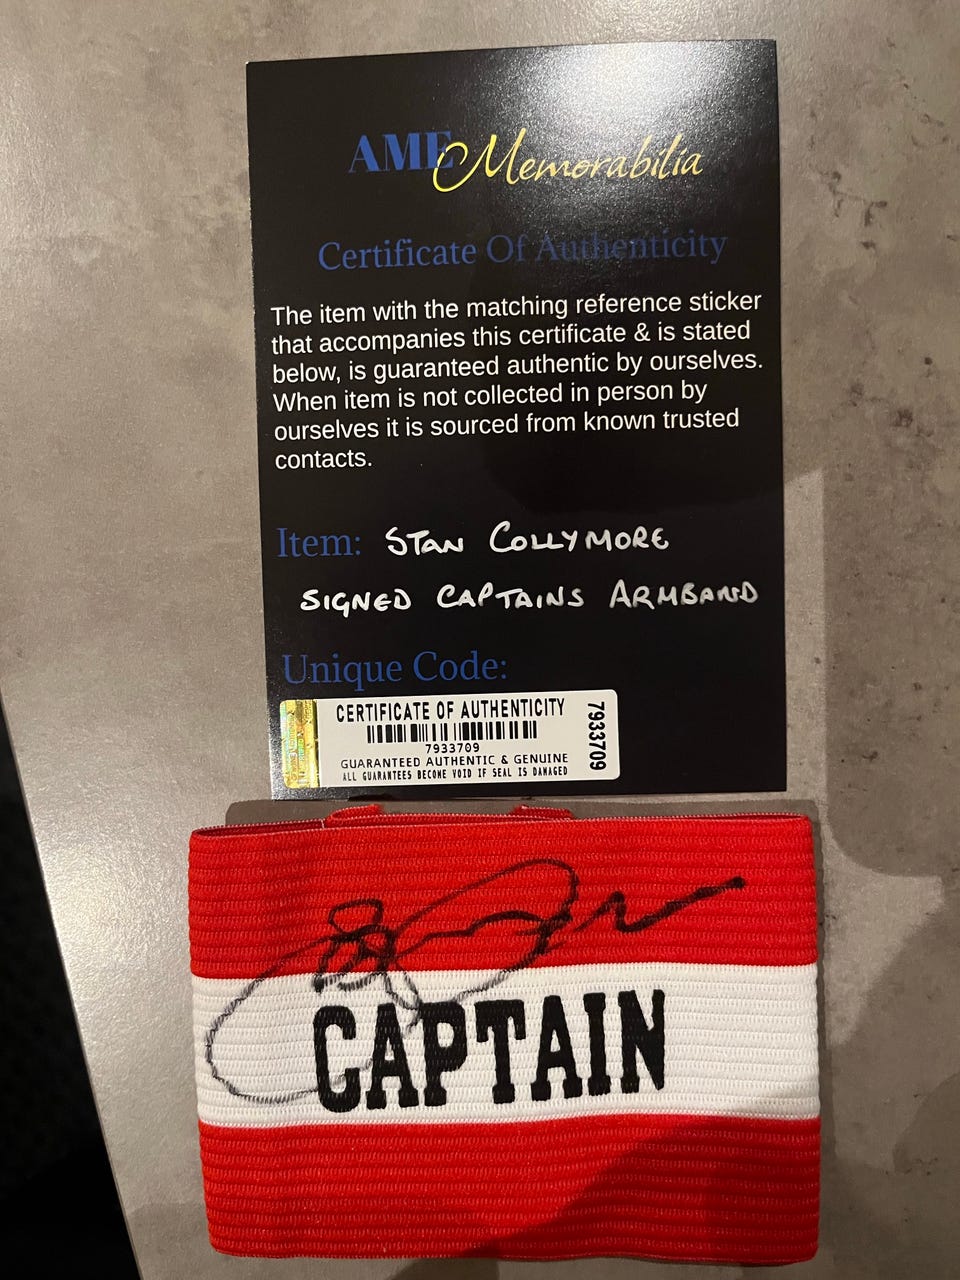 AME Memorabilia
Certificate Of Authenticity
The item with the matching reference sticker
that accompanies this certificate & is stated
below, is guaranteed authentic by ourselves.
When item is not collected in person by
ourselves it is sourced from known trusted
contacts.
Item: STAN COLLYMORE
SIGNED CAPTAINS ARMBAND
Unique Code:
CERTIFICATE OF AUTHENTICITY
7933709
GUARANTEED AUTHENTIC & GENUINE
ALL GUARANTEES BECOME VOID IF SEAL IS DAMAGED
7933709
CAPTAIN